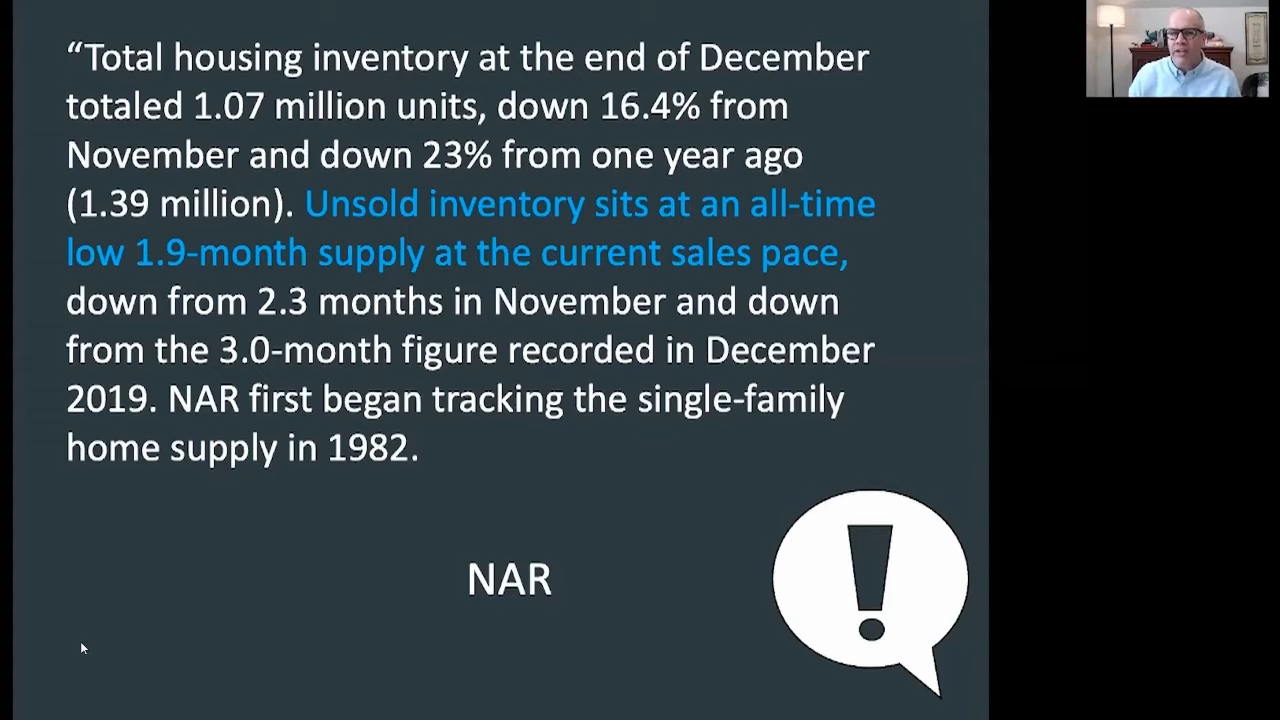 “Total housing inventory at the end of December
totaled 1.07 million units, down 16.4% from
November and down 23% from one year ago
(1.39 million). Unsold inventory sits at an all-time
low 1.9-month supply at the current sales pace,
down from 2.3 months in November and down
from the 3.0-month figure recorded in December
2019. NAR first began tracking the single-family
home supply in 1982.
NAR
!